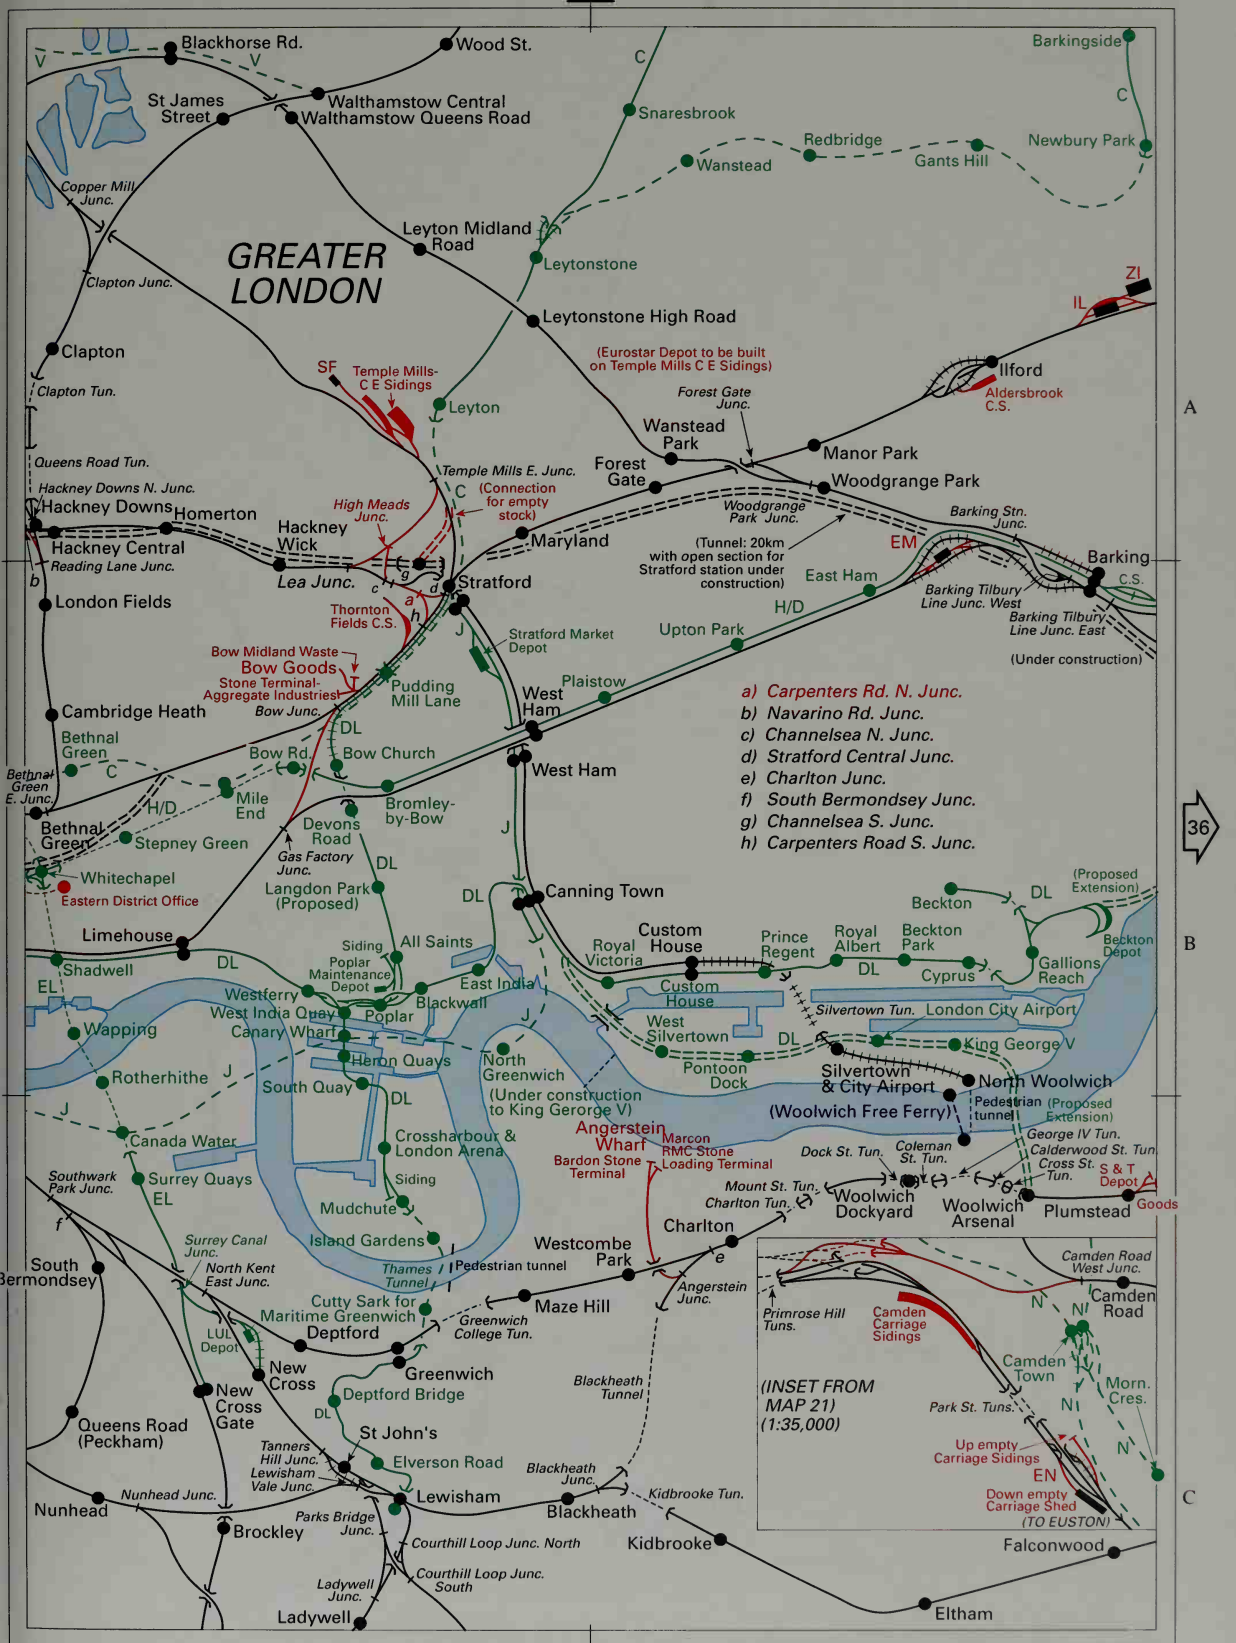 Blackhorse Rd.
Wood St.
V
V
C
Barkingside
St James
Street
Walthamstow Central
Walthamstow Queens Road
Snaresbrook
C
Redbridge
Newbury Park
Wanstead
Gants Hill
Copper Mill
Junc.
Leyton Midland
Road
GREATER
LONDON
Leytonstone
Clapton Junc.
ZI
IL
Leytonstone High Road
Clapton
(Eurostar Depot to be built
on Temple Mills C E Sidings)
SF
Temple Mills-
C E Sidings
Ilford
Clapton Tun.
Aldersbrook
C.S.
Forest Gate
Junc.
Leyton
A
Wanstead
Park
Manor Park
Queens Road Tun.
Forest
Gate
Temple Mills E. Junc.
Woodgrange Park
Hackney Downs N. Junc.
Hackney Downs
Homerton
C
(Connection
for empty
stock)
High Meads
Junc.
Woodgrange
Park Junc.
Barking Stn.
Junc.
Hackney
Wick
Maryland
EM
Hackney Central
Reading Lane Junc.
(Tunnel: 20km
with open section for
Stratford station under
construction)
Barking
b
Lea Junc.
c
g
d
Stratford
East Ham
C.S.
London Fields
a
h
Thornton
Fields C.S.
H/D
Barking Tilbury
Line Junc. West
Barking Tilbury
Line Junc. East
J
Stratford Market
Depot
Upton Park
(Under construction)
Bow Midland Waste
Bow Goods
Stone Terminal-
Aggregate Industries
Pudding
Mill Lane
Plaistow
Cambridge Heath
Bow Junc.
West
Ham
a) Carpenters Rd. N. Junc.
b) Navarino Rd. Junc.
c) Channelsea N. Junc.
d) Stratford Central Junc.
e) Charlton Junc.
f) South Bermondsey Junc.
g) Channelsea S. Junc.
h) Carpenters Road S. Junc.
DL
Bethnal
Green
C
Bow Rd.
Bow Church
West Ham
Bethnal
Green
E. Junc.
H/D
Mile
End
Bromley-
by-Bow
36
Bethnal
Green
Stepney Green
Devons
Road
J
Gas Factory
Junc.
DL
Whitechapel
Eastern District Office
Langdon Park
(Proposed)
DL
Canning Town
Beckton
DL
(Proposed
Extension)
Limehouse
Siding
All Saints
Royal
Victoria
Custom
House
Prince
Regent
Royal
Albert
Beckton
Park
B
Beckton
Depot
Shadwell
DL
Poplar
Maintenance
Depot
East India
Custom
House
DL
Cyprus
Gallions
Reach
EL
Westferry
Blackwall
West India Quay
Poplar
Silvertown Tun.
London City Airport
Wapping
Canary Wharf
J
West
Silvertown
DL
King George V
Heron Quays
North
Greenwich
Pontoon
Dock
Silvertown
& City Airport
North Woolwich
Rotherhithe
J
South Quay
DL
(Under construction
to King Gerorge V)
(Woolwich Free Ferry)
Pedestrian
tunnel
(Proposed
Extension)
J
Canada Water
Crossharbour &
London Arena
Angerstein
Wharf
Bardon Stone
Terminal
Marcon
RMC Stone
Loading Terminal
Dock St. Tun.
Coleman
St. Tun.
George IV Tun.
Calderwood St. Tun.
Cross St.
Tun.
Southwark
Park Junc.
Surrey Quays
EL
Siding
Mount St. Tun.
Charlton Tun.
Woolwich
Dockyard
Woolwich
Arsenal
S & T
Depot
Goods
Plumstead
f
Mudchute
Charlton
Surrey Canal
Junc.
Island Gardens
Westcombe
Park
e
South
Bermondsey
North Kent
East Junc.
Thames
Tunnel
Pedestrian tunnel
Angerstein
Junc.
Camden Road
West Junc.
Camden
Road
Cutty Sark for
Maritime Greenwich
Maze Hill
Primrose Hill
Tuns.
Camden
Carriage
Sidings
N
N
LUL
Depot
Deptford
Greenwich
College Tun.
New
Cross
Greenwich
Camden
Town
New
Cross
Gate
Deptford Bridge
Blackheath
Tunnel
(INSET FROM
MAP 21)
(1:35,000)
Morn.
Cres.
Queens Road
(Peckham)
DL
Park St. Tuns.
N
St John's
N
Tanners
Hill Junc.
Lewisham
Vale Junc.
Elverson Road
Up empty
Carriage Sidings
Blackheath
Junc.
EN
Nunhead
Nunhead Junc.
Lewisham
Kidbrooke Tun.
Down empty
Carriage Shed
C
Parks Bridge
Junc.
Blackheath
(TO EUSTON)
Brockley
Courthill Loop Junc. North
Kidbrooke
Falconwood
Courthill Loop Junc.
South
Ladywell
Junc.
Ladywell
Eltham